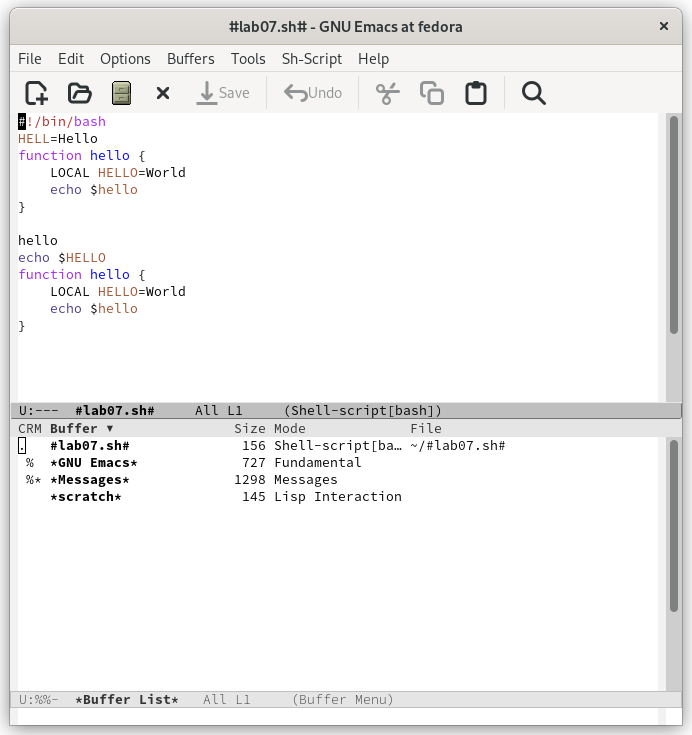 #lab07.sh# - GNU Emacs at fedora ×
File Edit Options Buffers Tools Sh-Script Help
Save Undo
#!/bin/bash
HELL=Hello
function hello {
    LOCAL HELLO=World
    echo $hello
}
hello
echo $HELLO
function hello {
    LOCAL HELLO=World
    echo $hello
}
U:--- #lab07.sh# All L1 (Shell-script[bash])
CRM Buffer ▼ Size Mode File
. #lab07.sh# 156 Shell-script[ba… ~/#lab07.sh#
% *GNU Emacs* 727 Fundamental
%* *Messages* 1298 Messages
*scratch* 145 Lisp Interaction
U:%%- *Buffer List* All L1 (Buffer Menu)